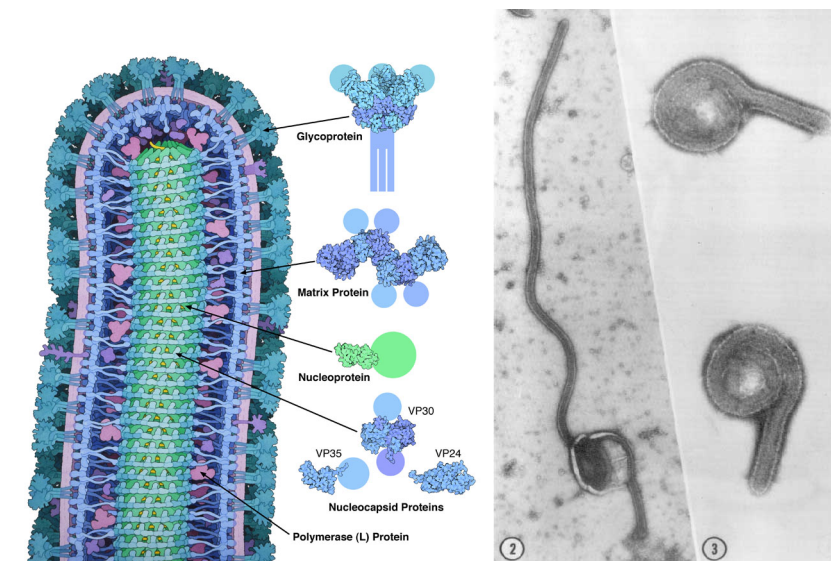 Glycoprotein
Matrix Protein
Nucleoprotein
VP30
VP35
VP24
Nucleocapsid Proteins
Polymerase (L) Protein
2
3